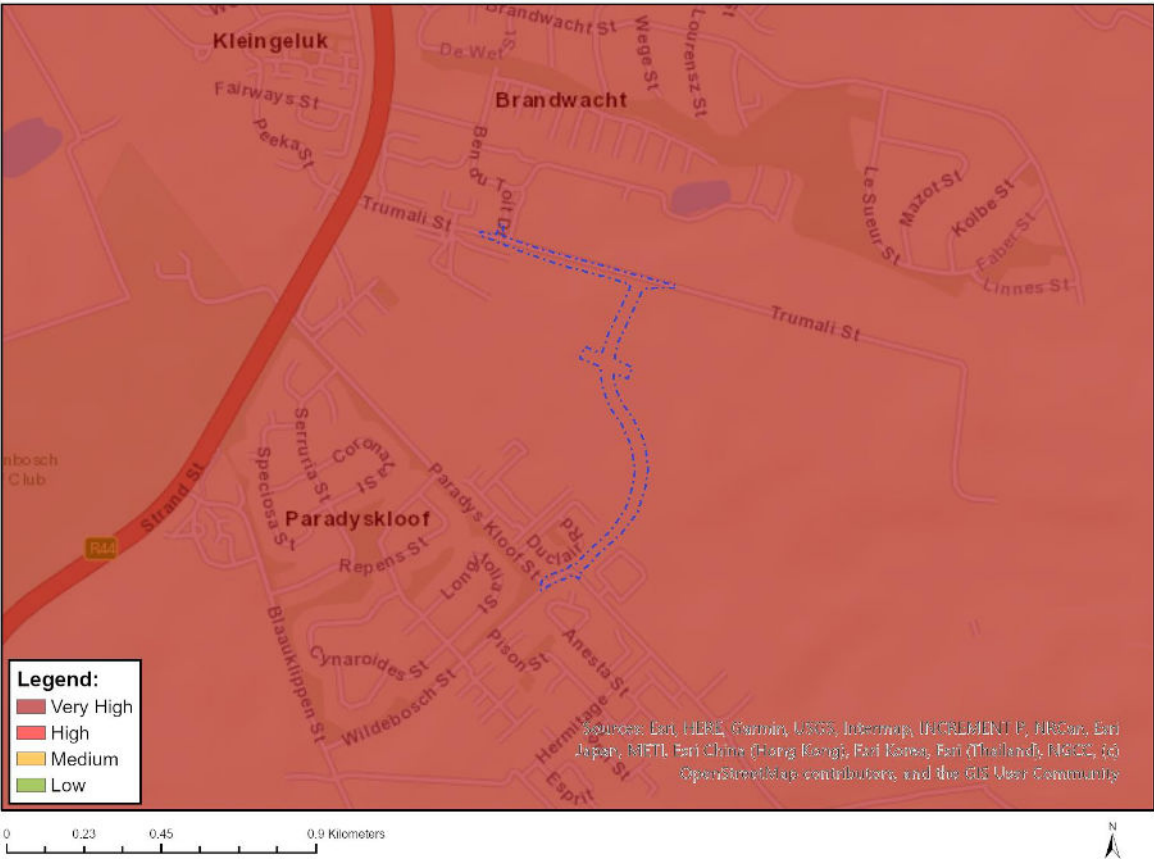 Brandwacht St
Kleingeluk
De Wet St
Wege St
Lourensz St
St
Fairways St
Brandwacht
Peeka St
Ben du Toit Dr
Le Sueur St
Mazot St
Kolbe St
Faber St
Linnes St
Trumali St
Trumali St
nbosch
Club
Serruria St
Corona St
Speciosa St
Strand St
Paradys Kloof St
Paradyskloof
Duclair Rd
R44
Repens St
Longifolia St
Blaauklippen St
Pison St
Anesta St
Cynaroides St
Wildebosch St
Hermitage
St
Esprit
Legend:
Very High
High
Medium
Low
Sources: Esri, HERE, Garmin, USGS, Intermap, INCREMENT P, NRCan, Esri
Japan, METI, Esri China (Hong Kong), Esri Korea, Esri (Thailand), NGCC, (c)
OpenStreetMap contributors, and the GIS User Community
0 0.23 0.45 0.9 Kilometers
N